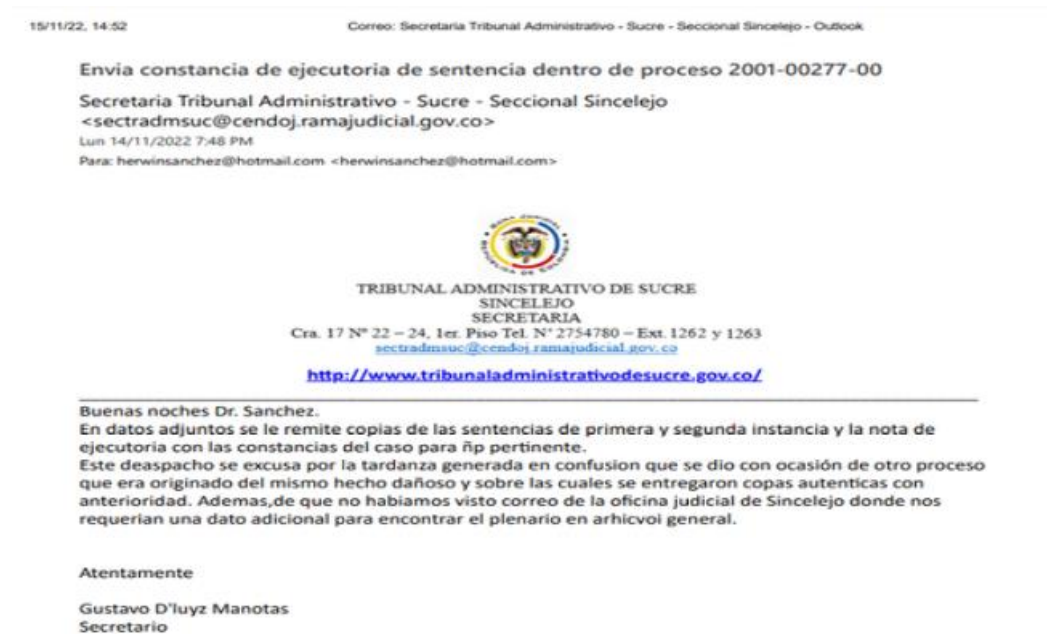 15/11/22, 14:52
Correo: Secretaria Tribunal Administrativo - Sucre - Seccional Sincelejo - Outlook
Envia constancia de ejecutoria de sentencia dentro de proceso 2001-00277-00
Secretaria Tribunal Administrativo - Sucre - Seccional Sincelejo
<sectradmsuc@cendoj.ramajudicial.gov.co>
Lun 14/11/2022 7:48 PM
Para: herwinsanchez@hotmail.com <herwinsanchez@hotmail.com>
REPUBLICA DE COLOMBIA
TRIBUNAL ADMINISTRATIVO DE SUCRE
SINCELEJO
SECRETARIA
Cra. 17 N° 22 – 24, 1er. Piso Tel. N° 2754780 – Ext. 1262 y 1263
sectradmsuc@cendoj.ramajudicial.gov.co
http://www.tribunaladministrativodesucre.gov.co/
Buenas noches Dr. Sanchez.
En datos adjuntos se le remite copias de las sentencias de primera y segunda instancia y la nota de
ejecutoria con las constancias del caso para ñp pertinente.
Este deaspacho se excusa por la tardanza generada en confusion que se dio con ocasión de otro proceso
que era originado del mismo hecho dañoso y sobre las cuales se entregaron copas autenticas con
anterioridad. Ademas,de que no habiamos visto correo de la oficina judicial de Sincelejo donde nos
requerian una dato adicional para encontrar el plenario en arhicvoi general.
Atentamente
Gustavo D'luyz Manotas
Secretario